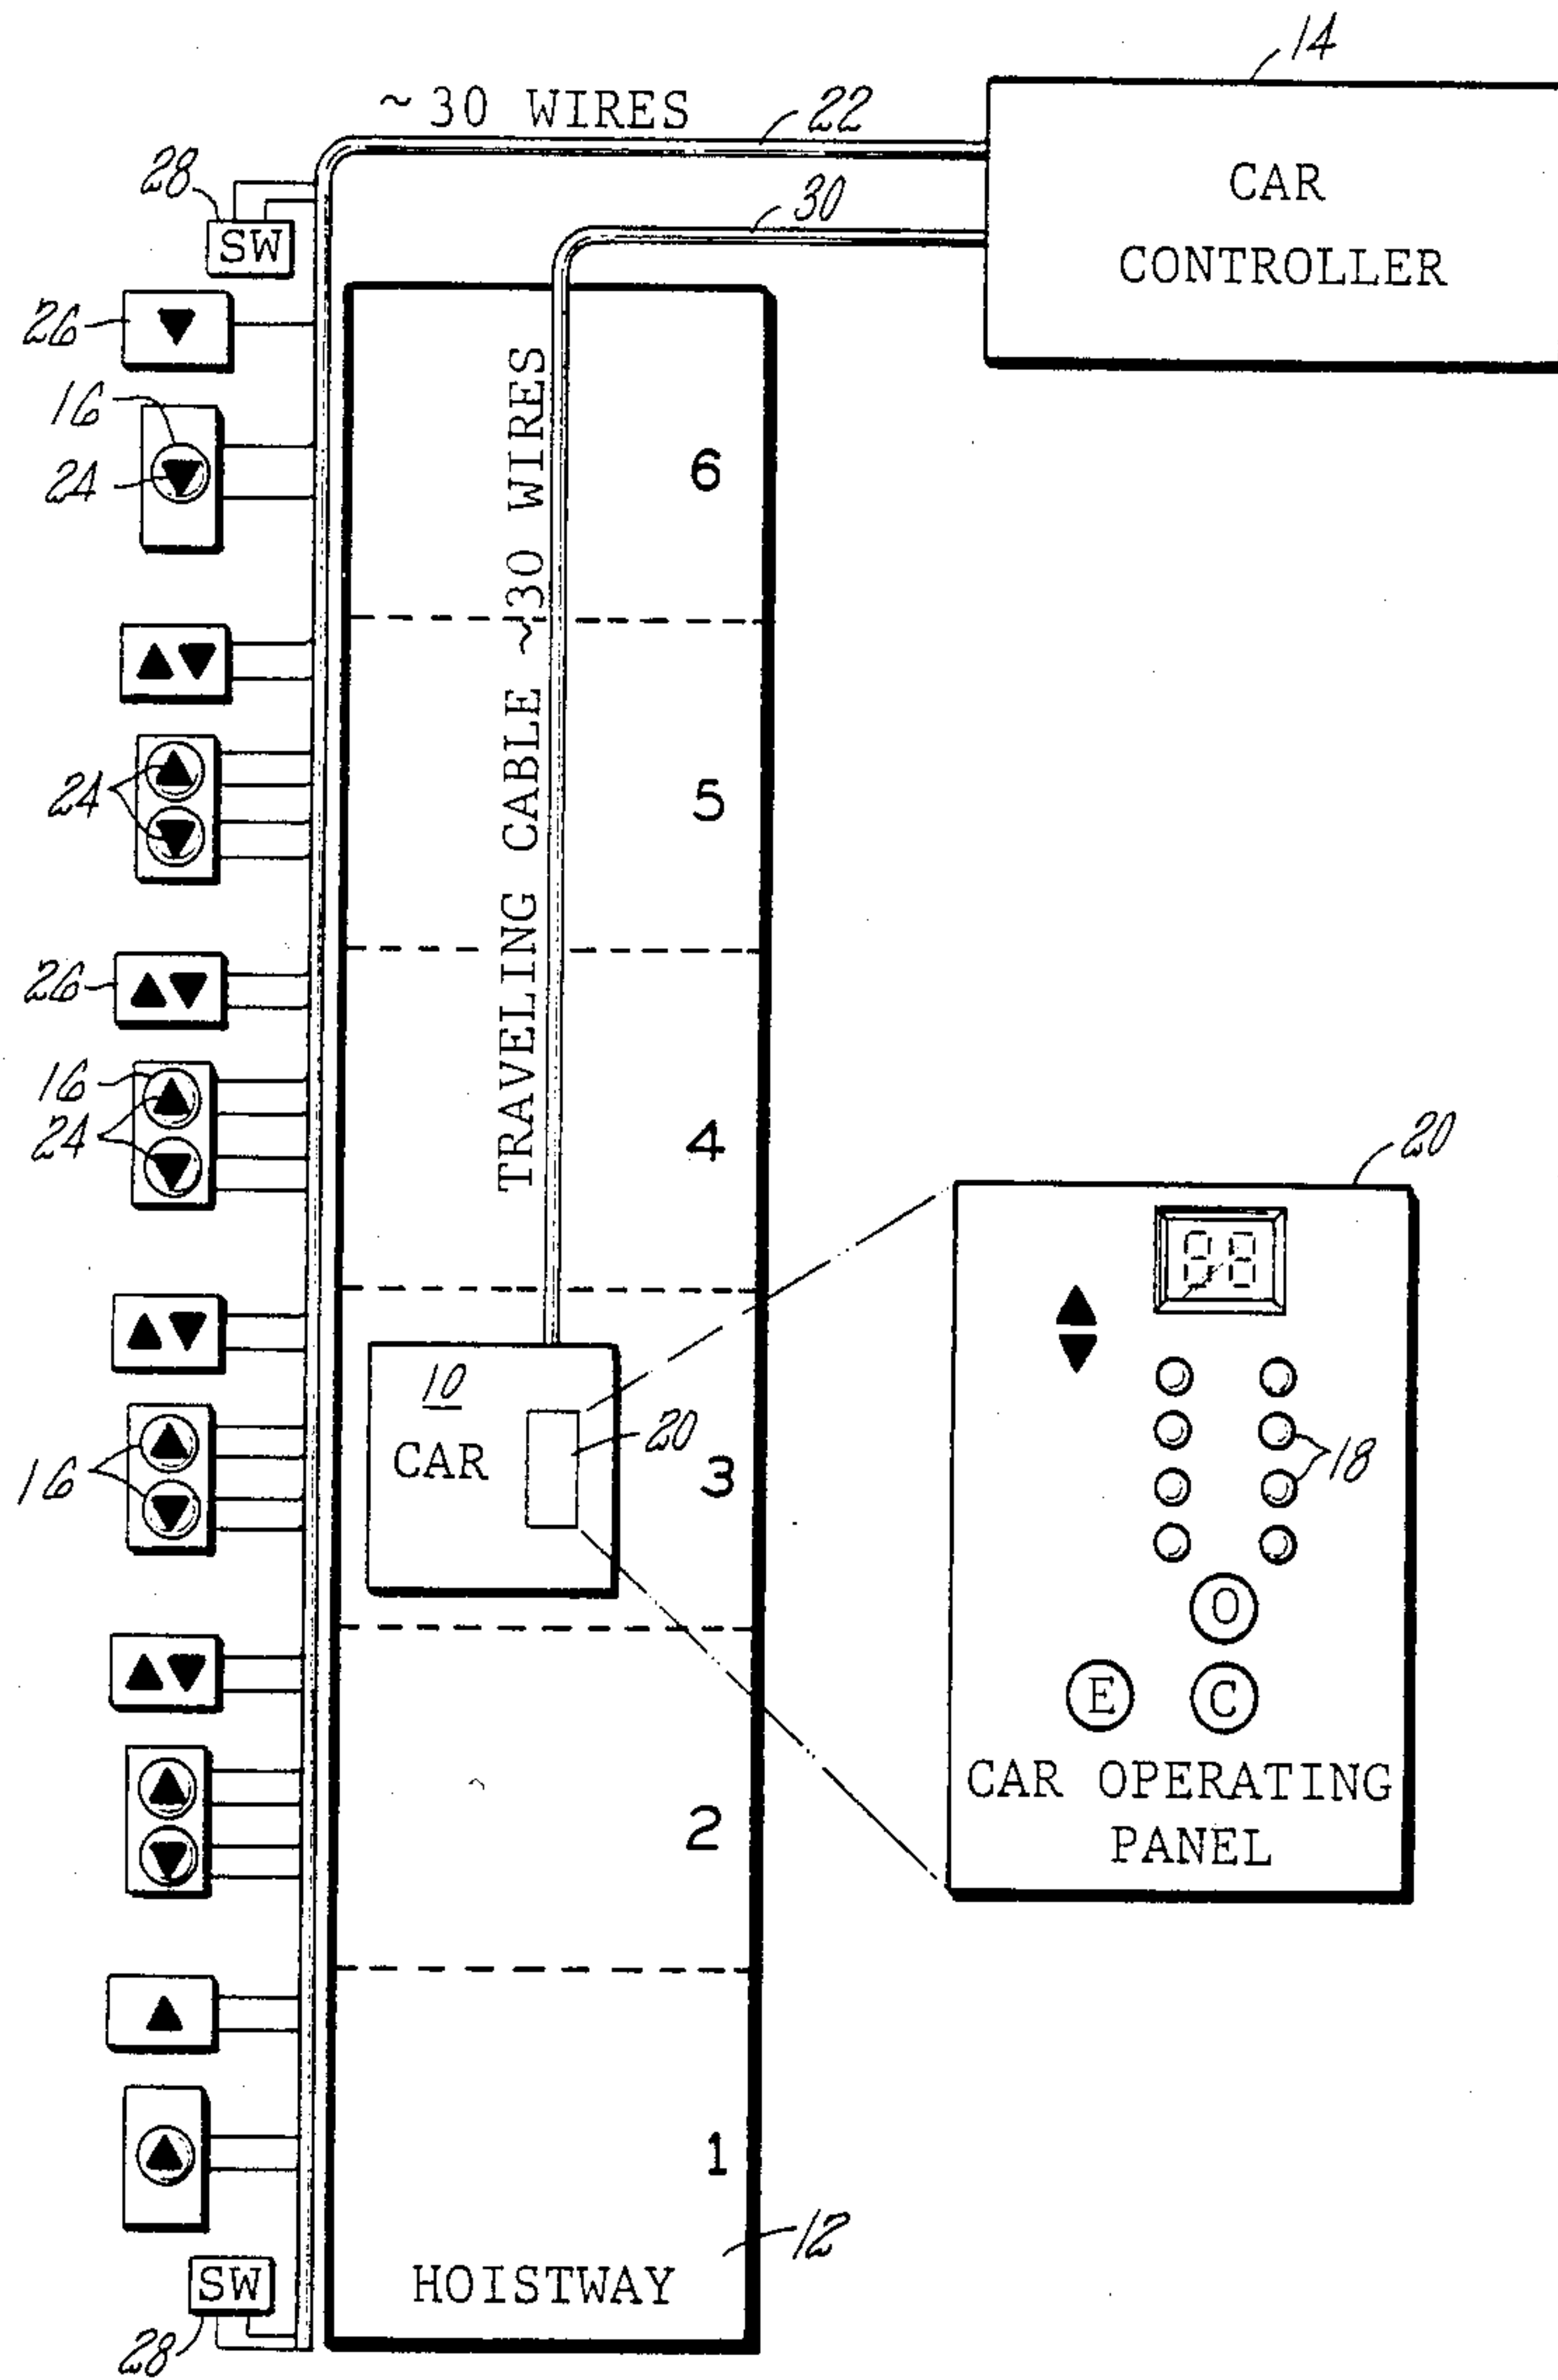 14
~30 WIRES
22
28
SW
30
CAR
CONTROLLER
26
16
24
6
TRAVELING CABLE ~30 WIRES
24
5
26
16
24
4
20
88
10
CAR
20
3
16
18
O
E
C
CAR OPERATING
PANEL
2
1
12
HOISTWAY
SW
28